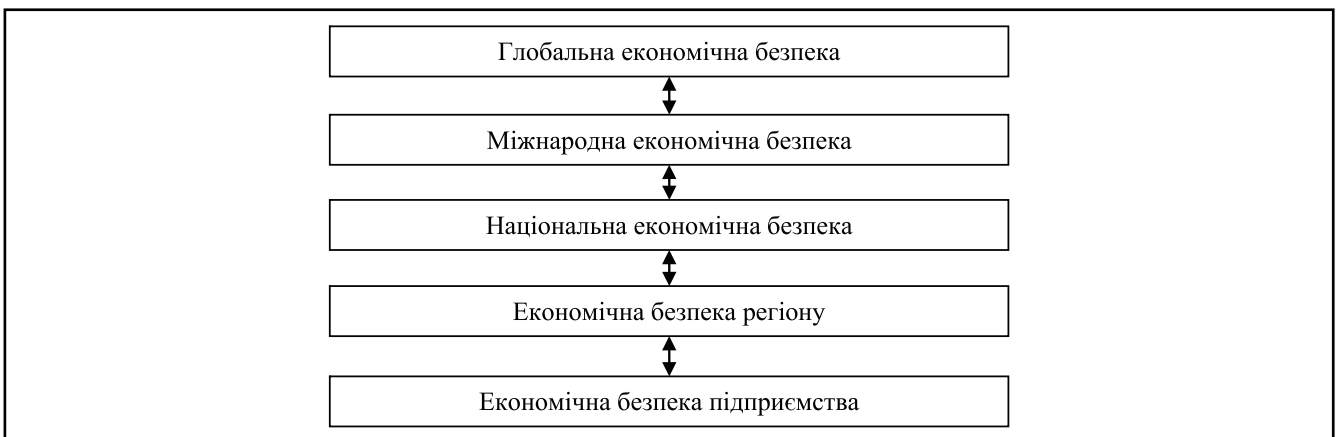 Глобальна економічна безпека
Міжнародна економічна безпека
Національна економічна безпека
Економічна безпека регіону
Економічна безпека підприємства